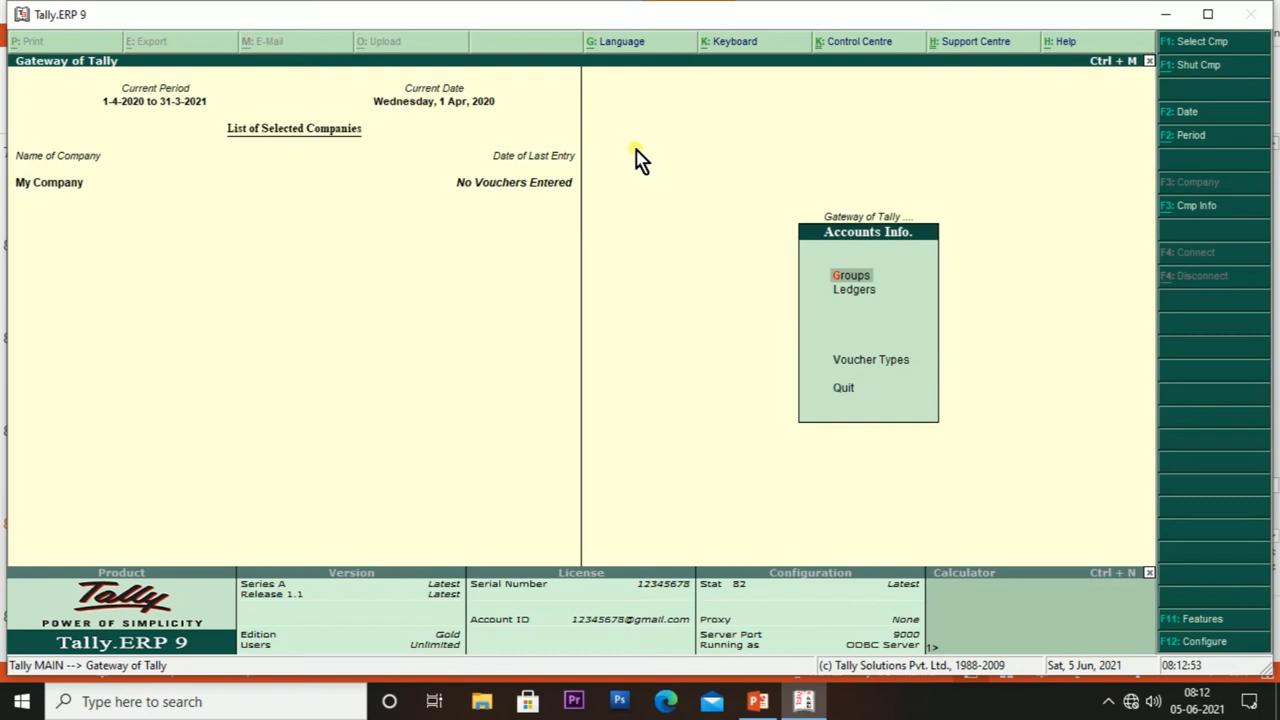 Tally.ERP 9
P: Print E: Export M: E-Mail O: Upload G: Language K: Keyboard K: Control Centre H: Support Centre H: Help
Gateway of Tally Ctrl + M
Current Period Current Date
1-4-2020 to 31-3-2021 Wednesday, 1 Apr, 2020
List of Selected Companies
Name of Company Date of Last Entry
My Company No Vouchers Entered
Gateway of Tally ....
Accounts Info.
Groups
Ledgers
Voucher Types
Quit
F1: Select Cmp
F1: Shut Cmp
F2: Date
F2: Period
F3: Company
F3: Cmp Info
F4: Connect
F4: Disconnect
F11: Features
F12: Configure
Product Version License Configuration Calculator Ctrl + N
Tally
POWER OF SIMPLICITY
Tally.ERP 9
Series A Latest
Release 1.1 Latest
Edition Gold
Users Unlimited
Serial Number 12345678
Account ID 12345678@gmail.com
Stat 82 Latest
Proxy None
Server Port 9000
Running as ODBC Server
1>
Tally MAIN --> Gateway of Tally (c) Tally Solutions Pvt. Ltd., 1988-2009 Sat, 5 Jun, 2021 08:12:53
Type here to search
08:12
05-06-2021